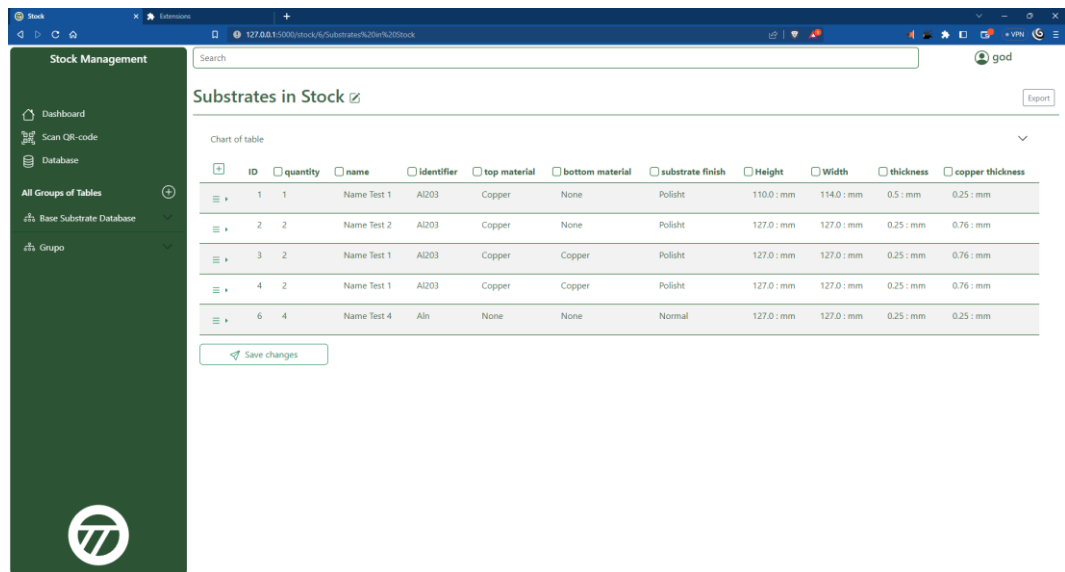 Stock
Extensions
127.0.0.1:5000/stock/6/Substrates%20in%20Stock
VPN
Stock Management
Search
god
Substrates in Stock
Export
Dashboard
Scan QR-code
Database
All Groups of Tables
Base Substrate Database
Grupo
Chart of table
ID quantity name identifier top material bottom material substrate finish Height Width thickness copper thickness
1 1 Name Test 1 Al203 Copper None Polisht 110.0 : mm 114.0 : mm 0.5 : mm 0.25 : mm
2 2 Name Test 2 Al203 Copper None Polisht 127.0 : mm 127.0 : mm 0.25 : mm 0.76 : mm
3 2 Name Test 1 Al203 Copper Copper Polisht 127.0 : mm 127.0 : mm 0.25 : mm 0.76 : mm
4 2 Name Test 1 Al203 Copper Copper Polisht 127.0 : mm 127.0 : mm 0.25 : mm 0.76 : mm
6 4 Name Test 4 Aln None None Normal 127.0 : mm 127.0 : mm 0.25 : mm 0.25 : mm
Save changes